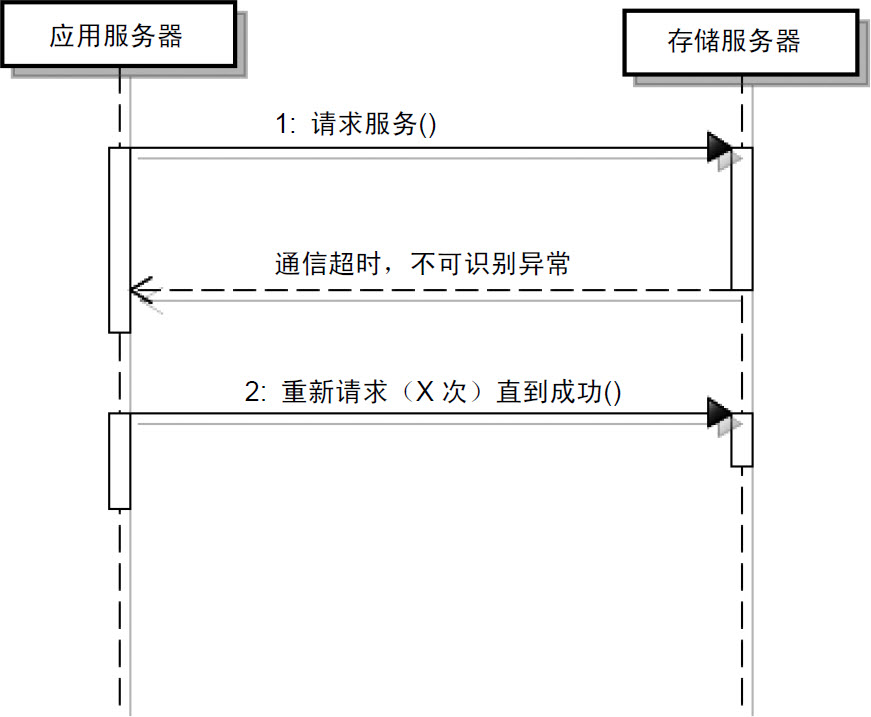 应用服务器
存储服务器
1: 请求服务()
通信超时，不可识别异常
2: 重新请求（X 次）直到成功()